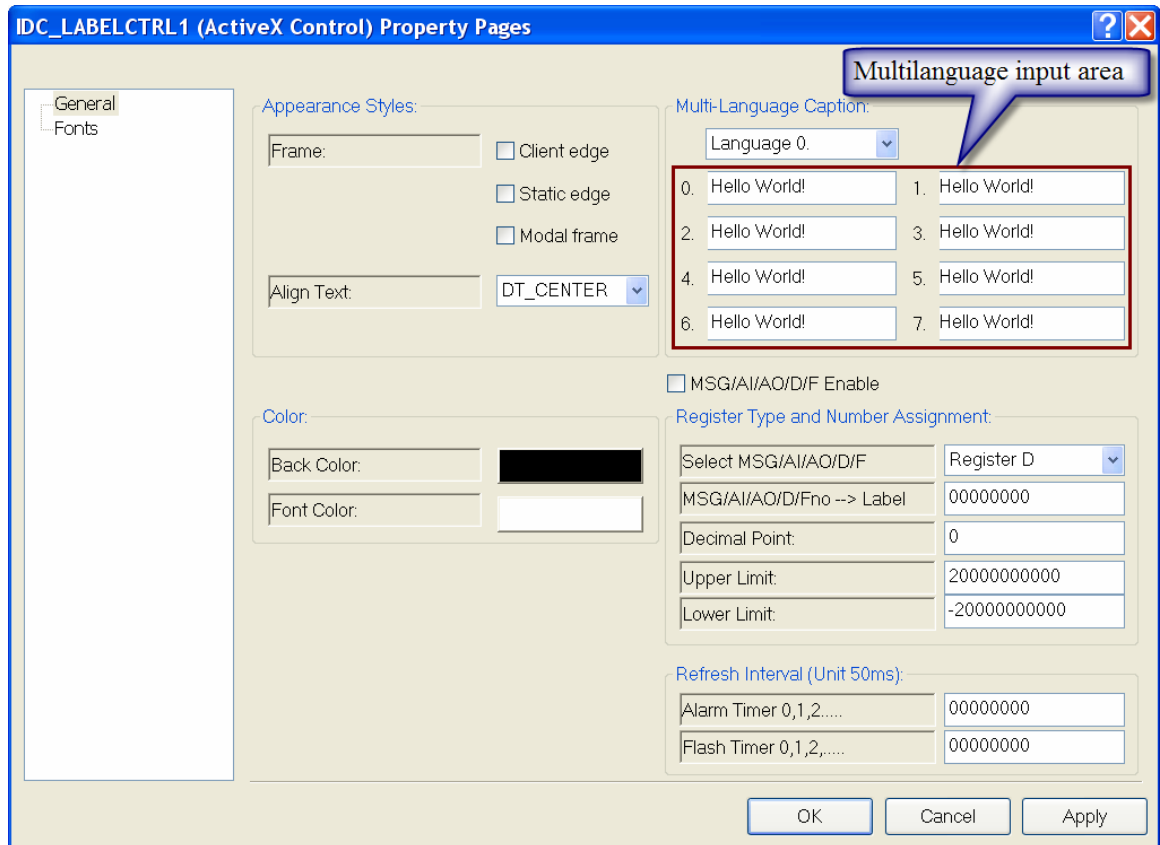 IDC_LABELCTRL1 (ActiveX Control) Property Pages
Multilanguage input area
General
Fonts
Appearance Styles:
Frame:
Client edge
Static edge
Modal frame
Align Text:
DT_CENTER
Multi-Language Caption:
Language 0.
0. Hello World! 1. Hello World!
2. Hello World! 3. Hello World!
4. Hello World! 5. Hello World!
6. Hello World! 7. Hello World!
MSG/AI/AO/D/F Enable
Color:
Back Color:
Font Color:
Register Type and Number Assignment:
Select MSG/AI/AO/D/F Register D
MSG/AI/AO/D/Fno --> Label 00000000
Decimal Point: 0
Upper Limit: 20000000000
Lower Limit: -20000000000
Refresh Interval (Unit 50ms):
Alarm Timer 0,1,2..... 00000000
Flash Timer 0,1,2,..... 00000000
OK Cancel Apply